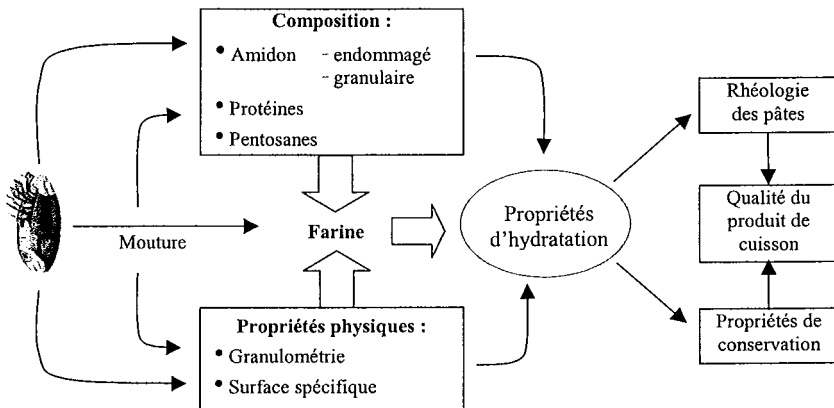 Composition :
• Amidon - endommagé
- granulaire
• Protéines
• Pentosanes
Mouture
Farine
Propriétés physiques :
• Granulométrie
• Surface spécifique
Propriétés
d'hydratation
Rhéologie
des pâtes
Qualité du
produit de
cuisson
Propriétés de
conservation